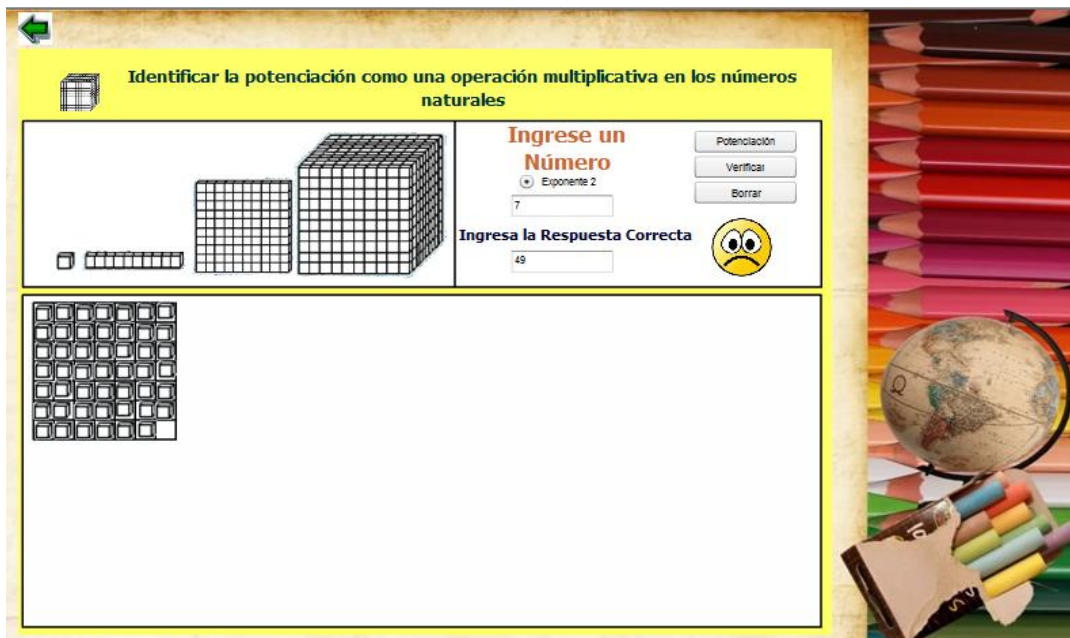 Identificar la potenciación como una operación multiplicativa en los números
naturales
Ingrese un
Número
Exponente 2
7
Ingresa la Respuesta Correcta
49
Potenciación
Verificar
Borrar